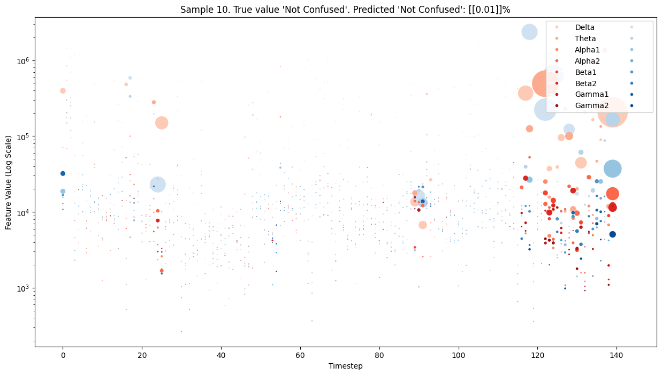 Sample 10. True value 'Not Confused'. Predicted 'Not Confused': [[0.01]]%
Feature Value (Log Scale)
10⁶
10⁵
10⁴
10³
0 20 40 60 80 100 120 140
Timestep
Delta
Theta
Alpha1
Alpha2
Beta1
Beta2
Gamma1
Gamma2